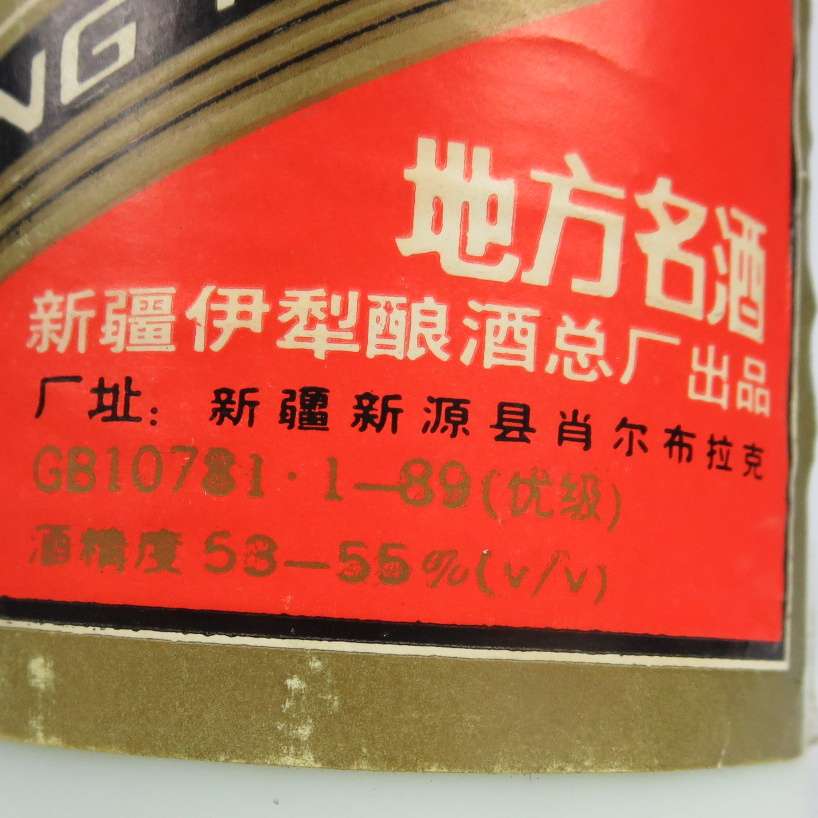 NG
地方名酒
新疆伊犁酿酒总厂出品
厂址：新疆新源县肖尔布拉克
GB10781·1—89(优级)
酒精度53—55%(v/v)